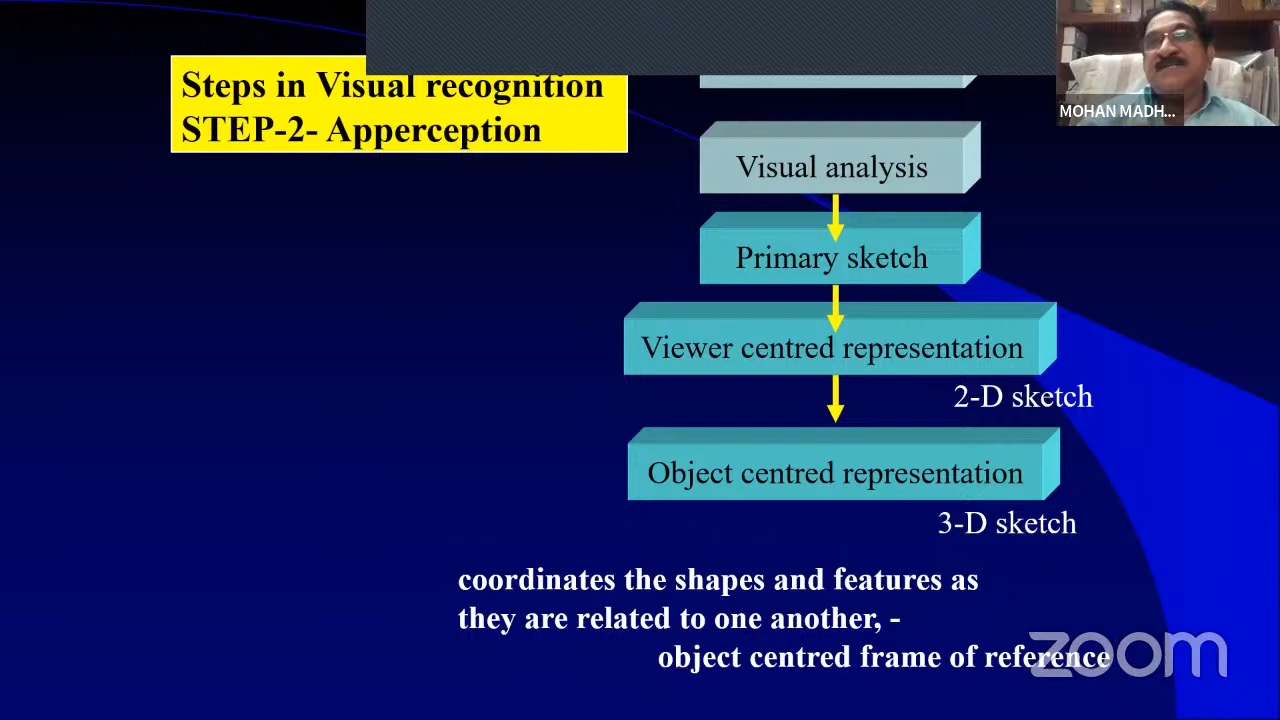 Steps in Visual recognition
STEP-2- Apperception
MOHAN MADH...
Visual analysis
Primary sketch
Viewer centred representation
2-D sketch
Object centred representation
3-D sketch
coordinates the shapes and features as
they are related to one another, -
object centred frame of reference
zoom